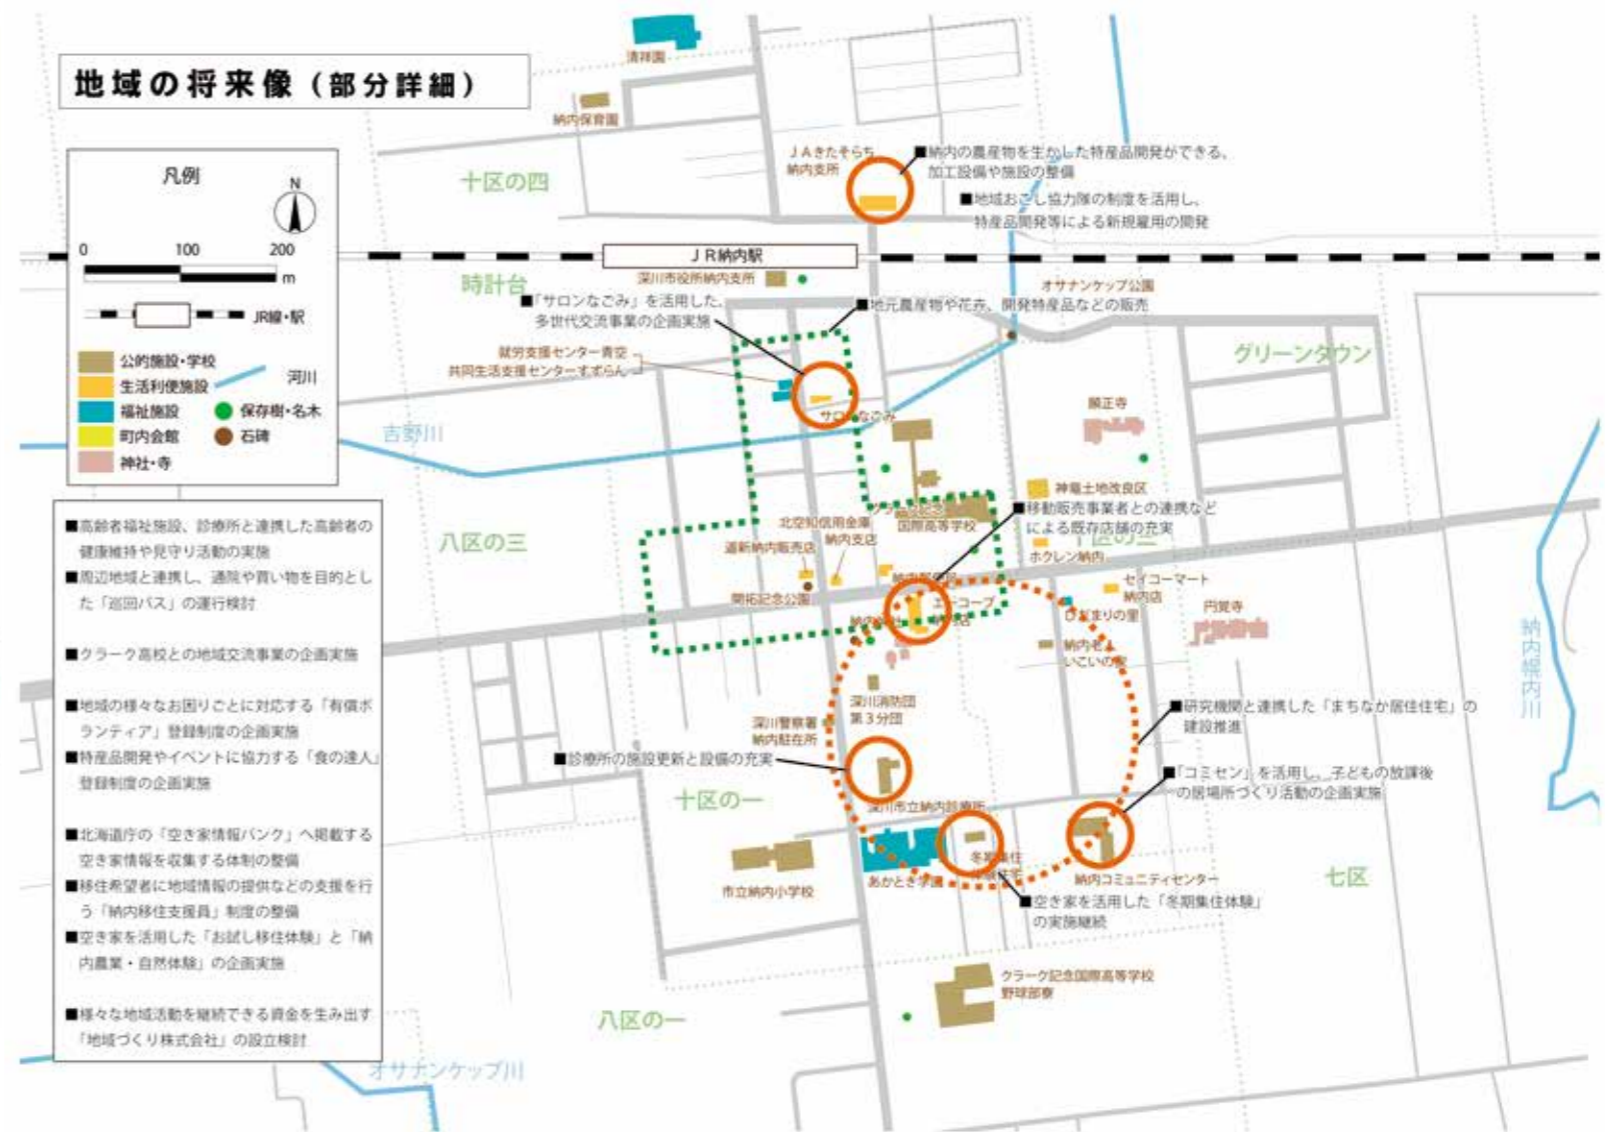 地域の将来像（部分詳細）
凡例
N
0 100 200
m
JR線・駅
公的施設・学校
生活利便施設
河川
福祉施設
保存樹・名木
町内会館
石碑
神社・寺
■高齢者福祉施設、診療所と連携した高齢者の
健康維持や見守り活動の実施
■周辺地域と連携し、通院や買い物を目的とし
た「巡回バス」の運行検討
■クラーク高校との地域交流事業の企画実施
■地域の様々なお困りごとに対応する「有償ボ
ランティア」登録制度の企画実施
■特産品開発やイベントに協力する「食の達人」
登録制度の企画実施
■北海道庁の「空き家情報バンク」へ掲載する
空き家情報を収集する体制の整備
■移住希望者に地域情報の提供などの支援を行
う「納内移住支援員」制度の整備
■空き家を活用した「お試し移住体験」と「納
内農業・自然体験」の企画実施
■様々な地域活動を継続できる資金を生み出す
「地域づくり株式会社」の設立検討
清祥園
納内保育園
十区の四
ＪＡきたそらち
納内支所
■納内の農産物を生かした特産品開発ができる、
加工設備や施設の整備
■地域おこし協力隊の制度を活用し、
特産品開発等による新規雇用の開発
ＪＲ納内駅
時計台
深川市役所納内支所
オサナンケップ公園
■「サロンなごみ」を活用した、
多世代交流事業の企画実施
■地元農産物や花卉、開発特産品などの販売
就労支援センター青空
共同生活支援センターすずらん
グリーンタウン
サロンなごみ
願正寺
吉野川
神竜土地改良区
■移動販売事業者との連携など
による既存店舗の充実
国際高等学校
八区の三
北空知信用金庫
納内支店
道新納内販売店
ホクレン納内
開拓記念公園
セイコーマート
納内店
ひだまりの里
円覚寺
いこいの家
納内幌内川
深川消防団
第３分団
深川警察署
納内駐在所
■研究機関と連携した「まちなか居住住宅」の
建設推進
■診療所の施設更新と設備の充実
■「コミセン」を活用し、子どもの放課後
の居場所づくり活動の企画実施
十区の一
深川市立納内診療所
市立納内小学校
あかとき学園
冬期集住
納内コミュニティセンター
七区
■空き家を活用した「冬期集住体験」
の実施継続
クラーク記念国際高等学校
野球部寮
八区の一
オサナンケップ川